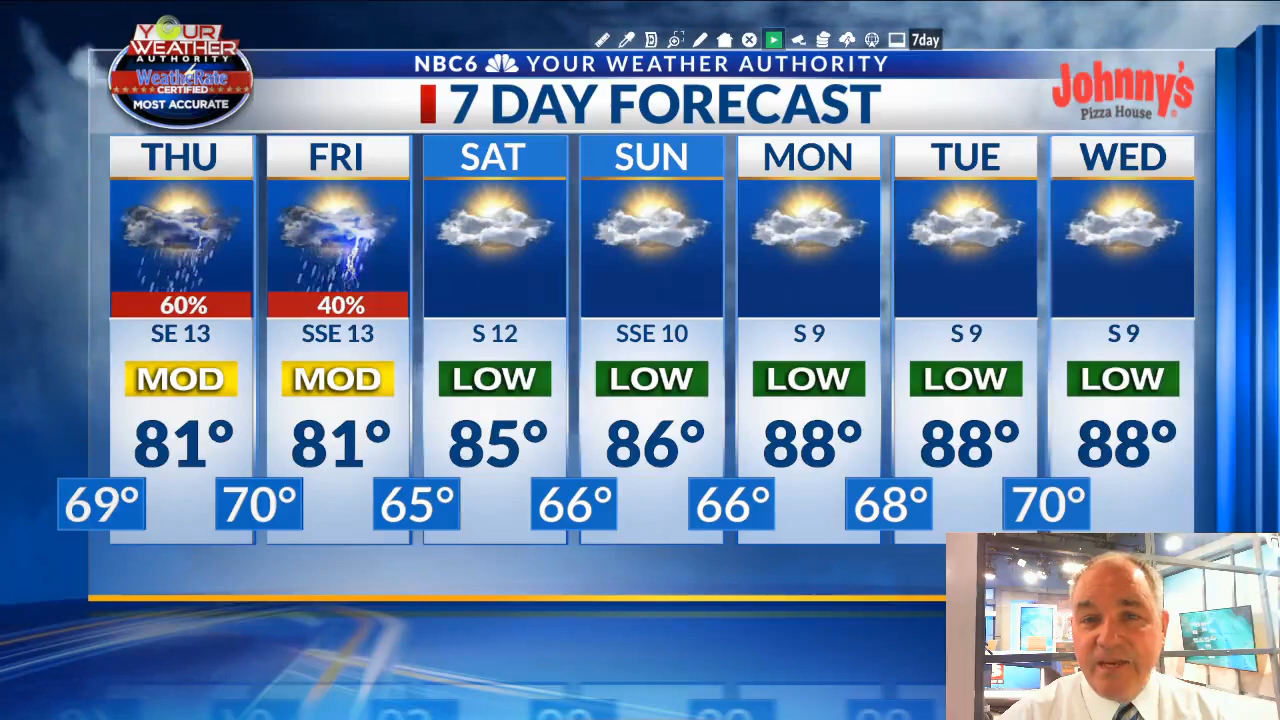 YOUR
WEATHER
AUTHORITY
WeatheRate
CERTIFIED
MOST ACCURATE
7day
NBC6 YOUR WEATHER AUTHORITY
7 DAY FORECAST
Johnny's
Pizza House
THU FRI SAT SUN MON TUE WED
60% 40%
SE 13 SSE 13 S 12 SSE 10 S 9 S 9 S 9
MOD MOD LOW LOW LOW LOW LOW
81° 81° 85° 86° 88° 88° 88°
69° 70° 65° 66° 66° 68° 70°